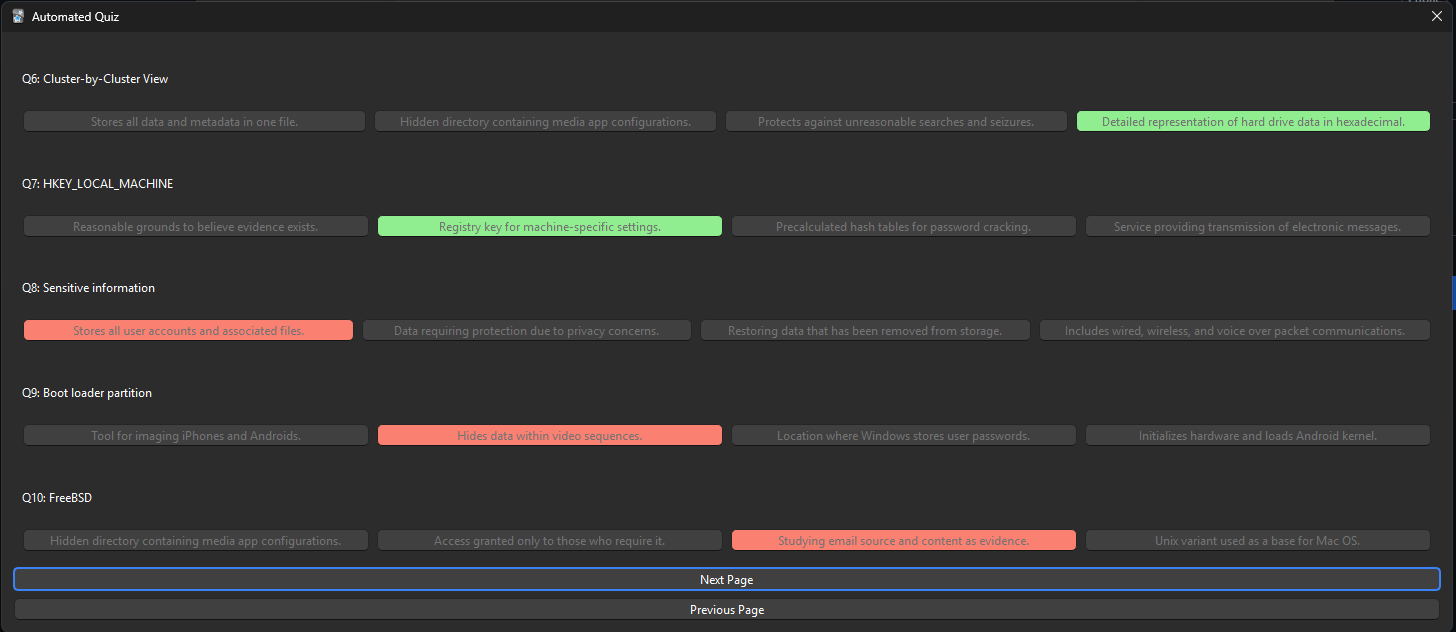 Automated Quiz
Q6: Cluster-by-Cluster View
Stores all data and metadata in one file.
Hidden directory containing media app configurations.
Protects against unreasonable searches and seizures.
Detailed representation of hard drive data in hexadecimal.
Q7: HKEY_LOCAL_MACHINE
Reasonable grounds to believe evidence exists.
Registry key for machine-specific settings.
Precalculated hash tables for password cracking.
Service providing transmission of electronic messages.
Q8: Sensitive information
Stores all user accounts and associated files.
Data requiring protection due to privacy concerns.
Restoring data that has been removed from storage.
Includes wired, wireless, and voice over packet communications.
Q9: Boot loader partition
Tool for imaging iPhones and Androids.
Hides data within video sequences.
Location where Windows stores user passwords.
Initializes hardware and loads Android kernel.
Q10: FreeBSD
Hidden directory containing media app configurations.
Access granted only to those who require it.
Studying email source and content as evidence.
Unix variant used as a base for Mac OS.
Next Page
Previous Page